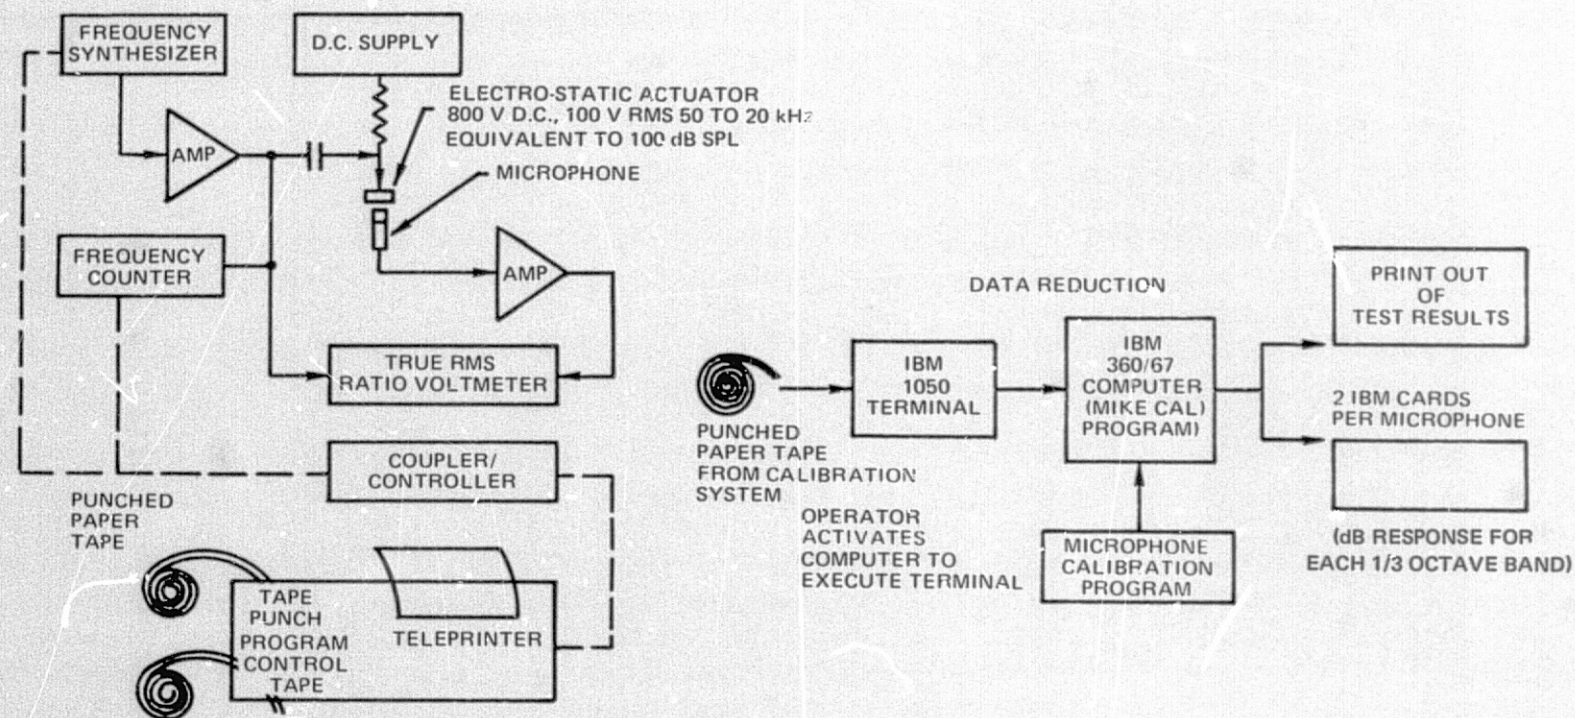 FREQUENCY
SYNTHESIZER
D.C. SUPPLY
ELECTRO-STATIC ACTUATOR
800 V D.C., 100 V RMS 50 TO 20 kHz
EQUIVALENT TO 100 dB SPL
AMP
MICROPHONE
FREQUENCY
COUNTER
AMP
TRUE RMS
RATIO VOLTMETER
COUPLER/
CONTROLLER
PUNCHED
PAPER
TAPE
TAPE
PUNCH
PROGRAM
CONTROL
TAPE
TELEPRINTER
DATA REDUCTION
PUNCHED
PAPER TAPE
FROM CALIBRATION
SYSTEM
IBM
1050
TERMINAL
OPERATOR
ACTIVATES
COMPUTER TO
EXECUTE TERMINAL
IBM
360/67
COMPUTER
(MIKE CAL)
PROGRAM)
MICROPHONE
CALIBRATION
PROGRAM
PRINT OUT
OF
TEST RESULTS
2 IBM CARDS
PER MICROPHONE
(dB RESPONSE FOR
EACH 1/3 OCTAVE BAND)